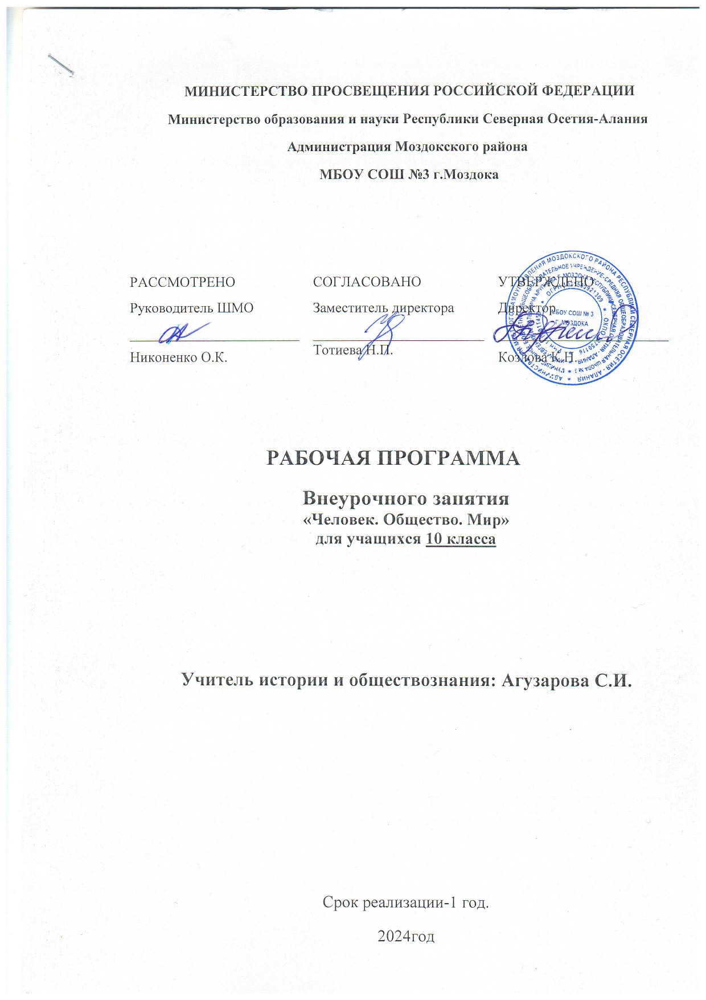 МИНИСТЕРСТВО ПРОСВЕЩЕНИЯ РОССИЙСКОЙ ФЕДЕРАЦИИ
Министерство образования и науки Республики Северная Осетия-Алания
Администрация Моздокского района
МБОУ СОШ №3 г.Моздока
РАССМОТРЕНО
Руководитель ШМО
Никоненко О.К.
СОГЛАСОВАНО
Заместитель директора
Тотиева Н.П.
УТВЕРЖДЕНО
Директор
Козлова К.Н.
МБОУ СОШ № 3
Г. МОЗДОКА
РАБОЧАЯ ПРОГРАММА
Внеурочного занятия
«Человек. Общество. Мир»
для учащихся 10 класса
Учитель истории и обществознания: Агузарова С.И.
Срок реализации-1 год.
2024год